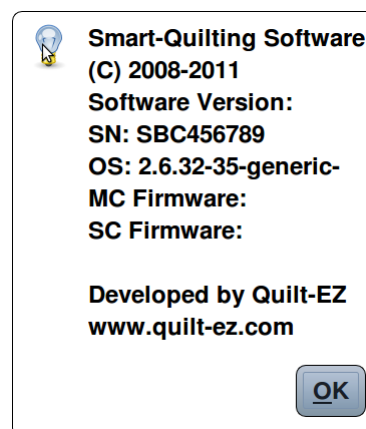 Smart-Quilting Software
(C) 2008-2011
Software Version:
SN: SBC456789
OS: 2.6.32-35-generic-
MC Firmware:
SC Firmware:
Developed by Quilt-EZ
www.quilt-ez.com
OK